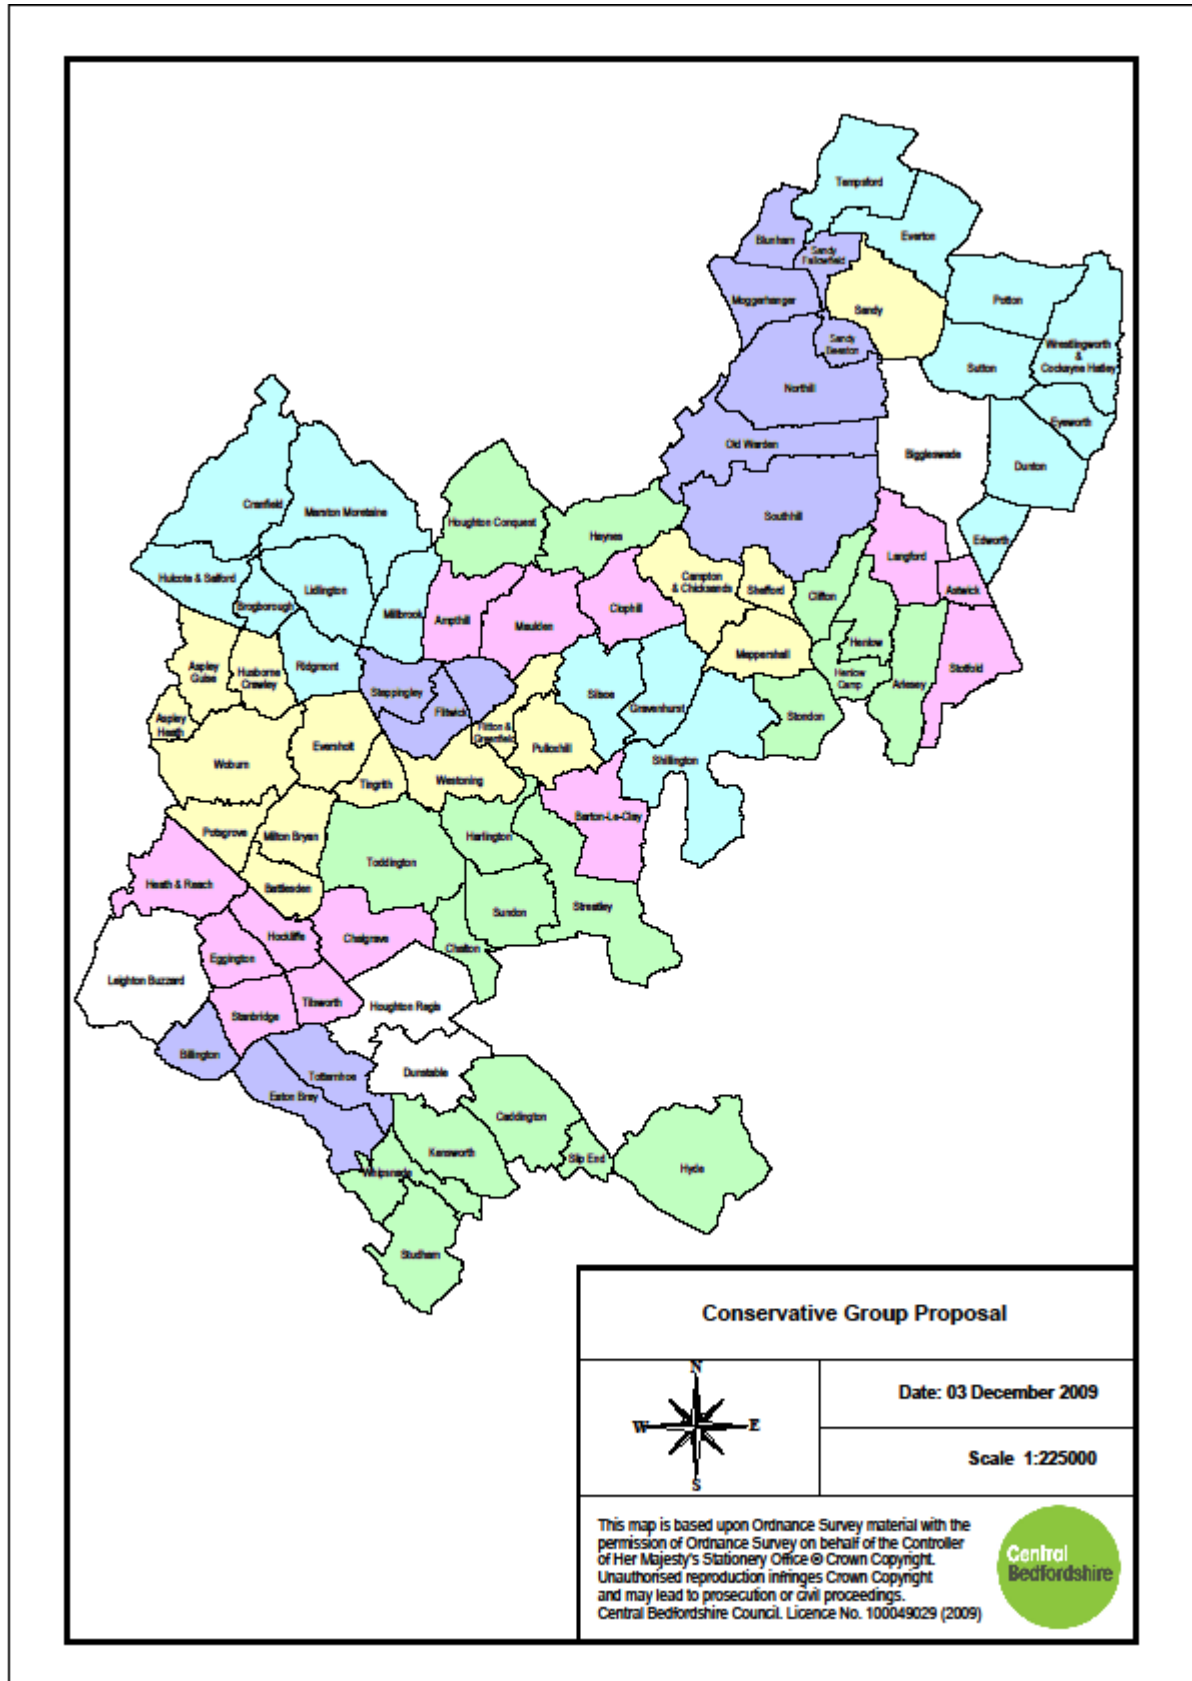 Tempsford
Everton
Blunham
Sandy
Fallowfield
Moggerhanger
Sandy
Potton
Sandy
Beeston
Wrestlingworth
&
Cockayne Hatley
Sutton
Northill
Eyeworth
Old Warden
Biggleswade
Dunton
Cranfield
Marston Moretaine
Houghton Conquest
Haynes
Southill
Edworth
Langford
Hulcote & Salford
Brogborough
Lidlington
Millbrook
Ampthill
Maulden
Clophill
Campton
& Chicksands
Shefford
Clifton
Astwick
Henlow
Aspley
Guise
Husborne
Crawley
Ridgmont
Steppingley
Flitwick
Silsoe
Gravenhurst
Meppershall
Henlow
Camp
Arlesey
Stotfold
Aspley
Heath
Stondon
Flitton &
Greenfield
Pulloxhill
Eversholt
Woburn
Shillington
Tingrith
Westoning
Barton-Le-Clay
Potsgrove
Milton Bryan
Harlington
Toddington
Heath & Reach
Battlesden
Sundon
Streatley
Hockliffe
Chalgrave
Chalton
Eggington
Leighton Buzzard
Tilsworth
Houghton Regis
Stanbridge
Billington
Totternhoe
Dunstable
Eaton Bray
Caddington
Kensworth
Slip End
Hyde
Whipsnade
Studham
Conservative Group Proposal
N
W E
S
Date: 03 December 2009
Scale 1:225000
This map is based upon Ordnance Survey material with the
permission of Ordnance Survey on behalf of the Controller
of Her Majesty's Stationery Office © Crown Copyright.
Unauthorised reproduction infringes Crown Copyright
and may lead to prosecution or civil proceedings.
Central Bedfordshire Council. Licence No. 100049029 (2009)
Central
Bedfordshire